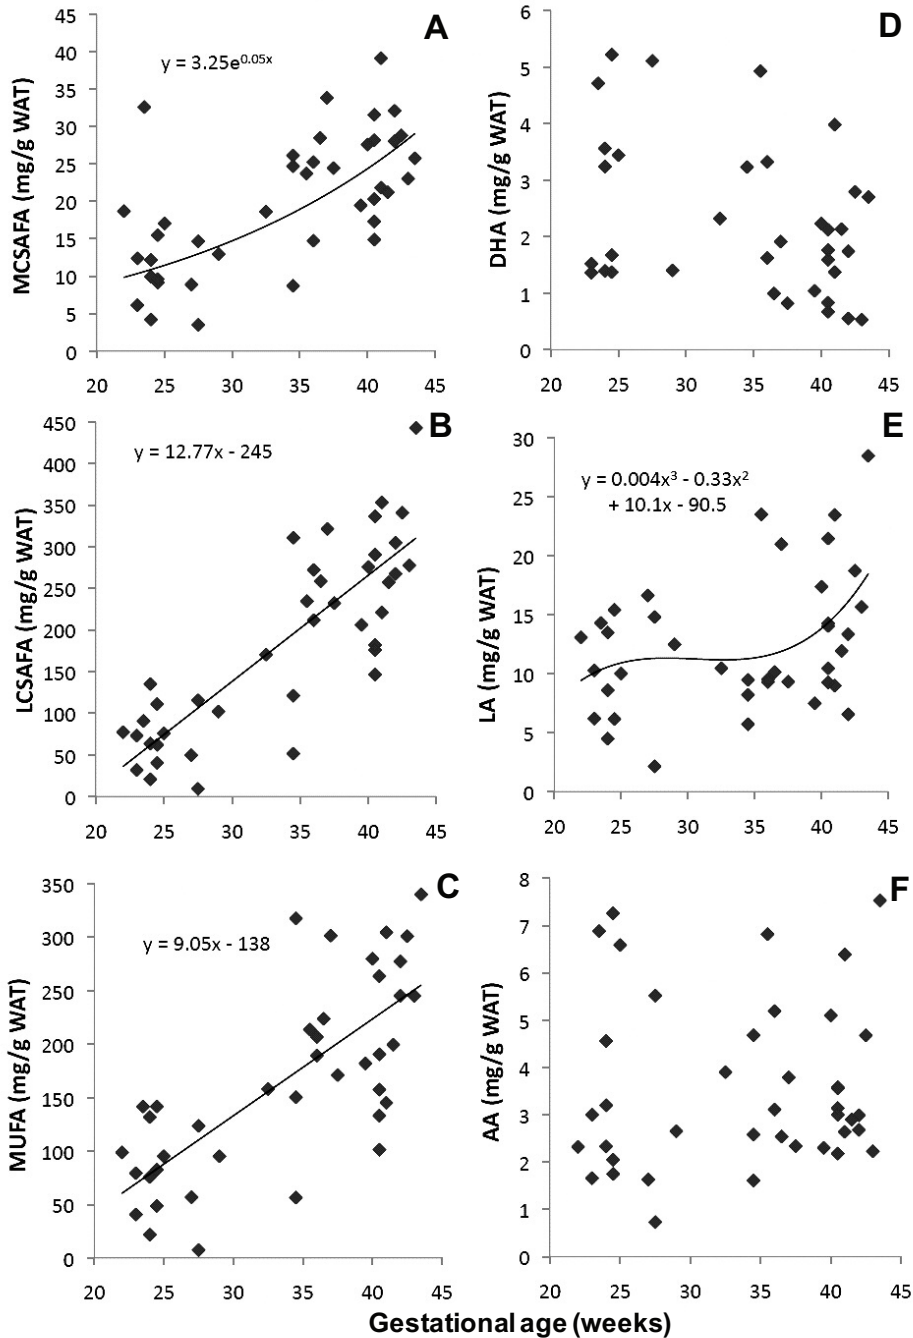 A
y = 3.25e^0.05x
MCSAFA (mg/g WAT)
45
40
35
30
25
20
15
10
5
0
20 25 30 35 40 45
D
DHA (mg/g WAT)
6
5
4
3
2
1
0
20 25 30 35 40 45
B
y = 12.77x - 245
LCSAFA (mg/g WAT)
450
400
350
300
250
200
150
100
50
0
20 25 30 35 40 45
E
y = 0.004x³ - 0.33x²
+ 10.1x - 90.5
LA (mg/g WAT)
30
25
20
15
10
5
0
20 25 30 35 40 45
C
y = 9.05x - 138
MUFA (mg/g WAT)
350
300
250
200
150
100
50
0
20 25 30 35 40 45
F
AA (mg/g WAT)
8
7
6
5
4
3
2
1
0
20 25 30 35 40 45
Gestational age (weeks)